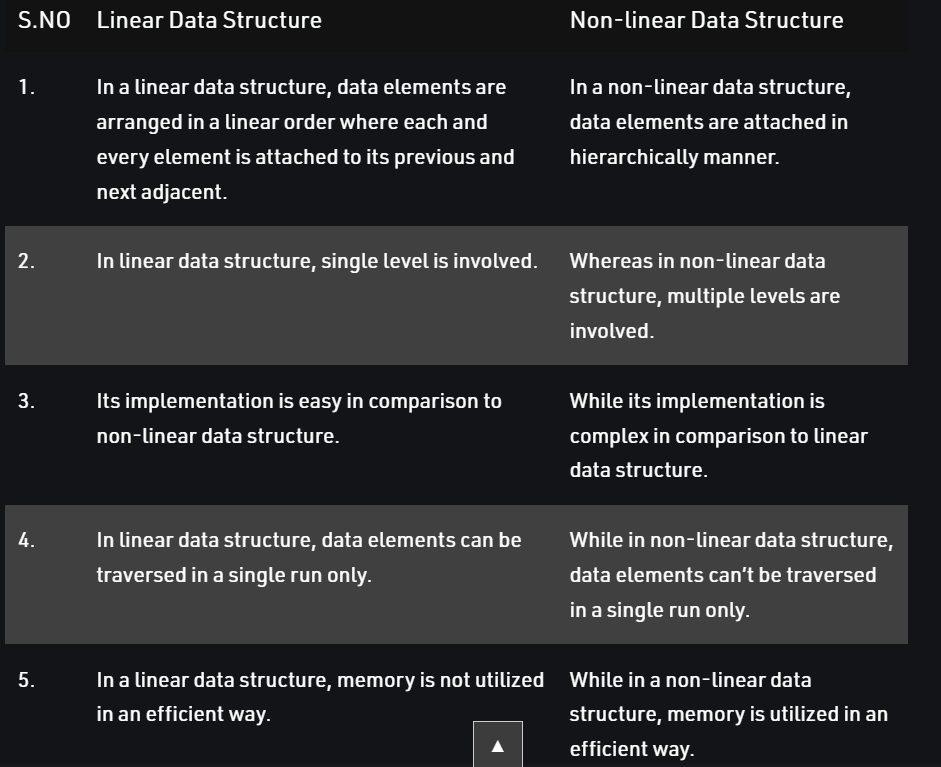 S.NO Linear Data Structure Non-linear Data Structure
1. In a linear data structure, data elements are
arranged in a linear order where each and
every element is attached to its previous and
next adjacent.
In a non-linear data structure,
data elements are attached in
hierarchically manner.
2. In linear data structure, single level is involved.
Whereas in non-linear data
structure, multiple levels are
involved.
3. Its implementation is easy in comparison to
non-linear data structure.
While its implementation is
complex in comparison to linear
data structure.
4. In linear data structure, data elements can be
traversed in a single run only.
While in non-linear data structure,
data elements can't be traversed
in a single run only.
5. In a linear data structure, memory is not utilized
in an efficient way.
While in a non-linear data
structure, memory is utilized in an
efficient way.